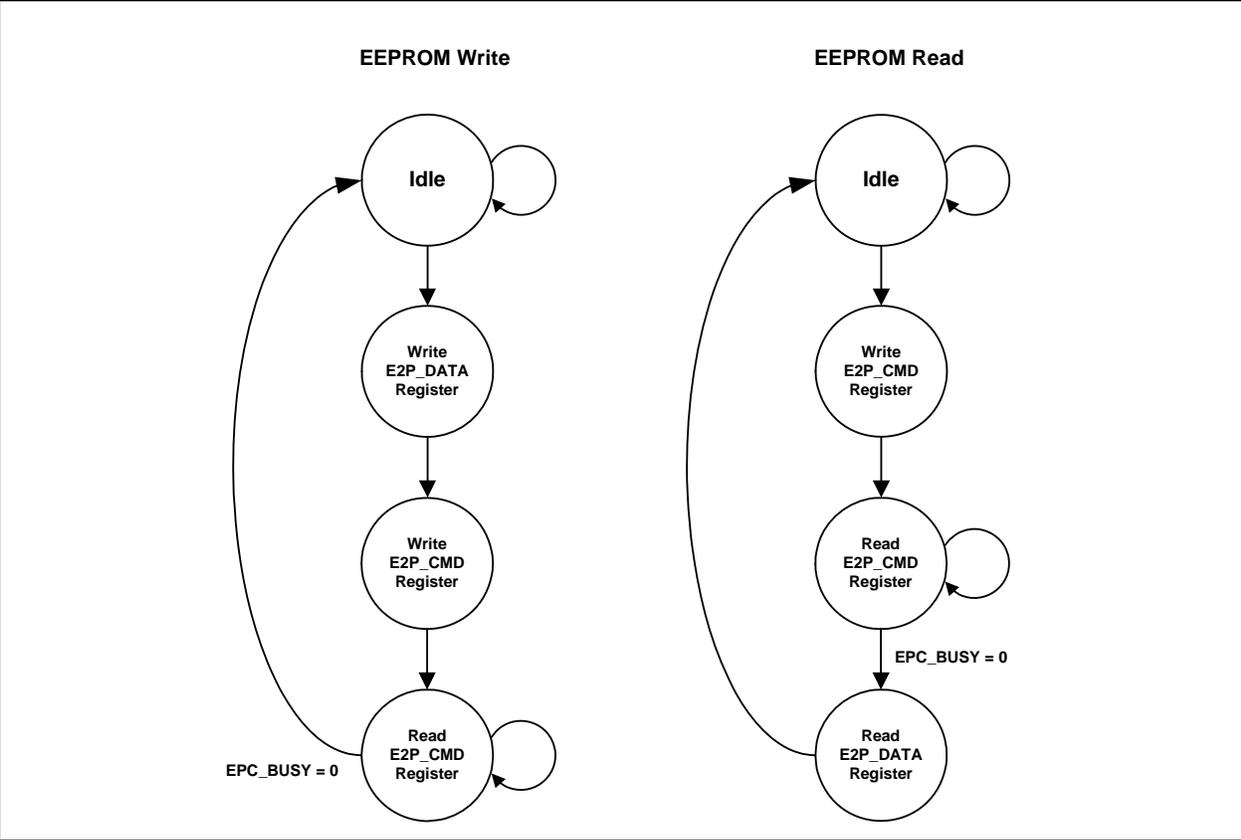 EEPROM Write
Idle
Write
E2P_DATA
Register
Write
E2P_CMD
Register
Read
E2P_CMD
Register
EPC_BUSY = 0
EEPROM Read
Idle
Write
E2P_CMD
Register
Read
E2P_CMD
Register
EPC_BUSY = 0
Read
E2P_DATA
Register